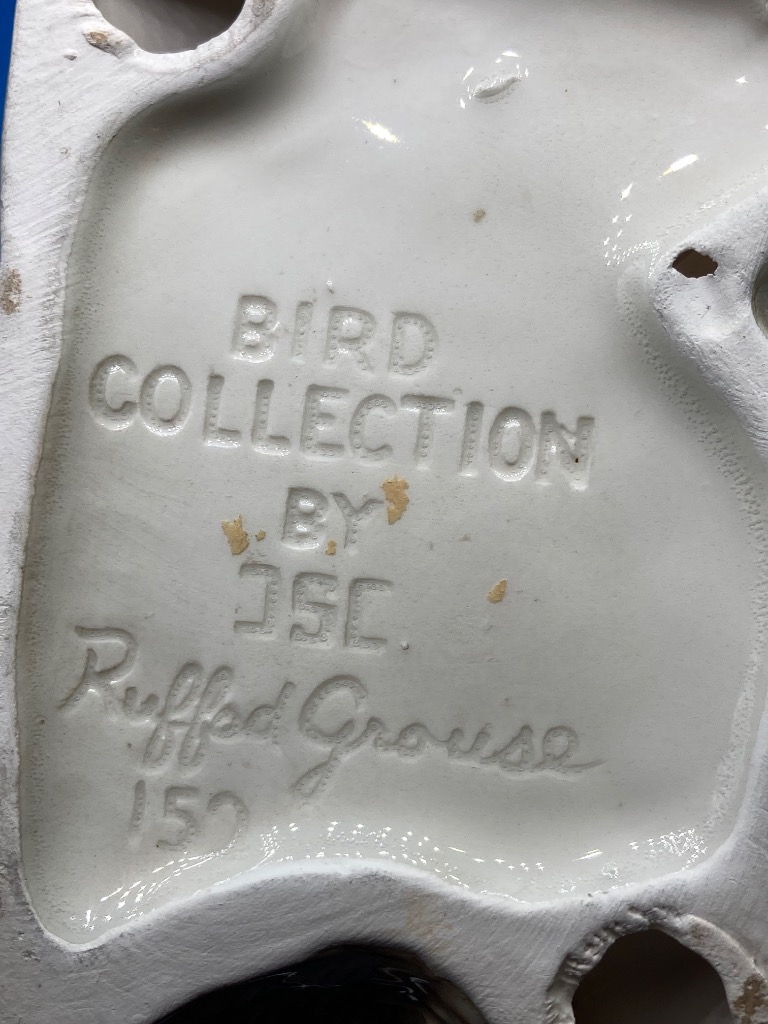 BIRD
COLLECTION
BY
JSC.
Ruffed Grouse